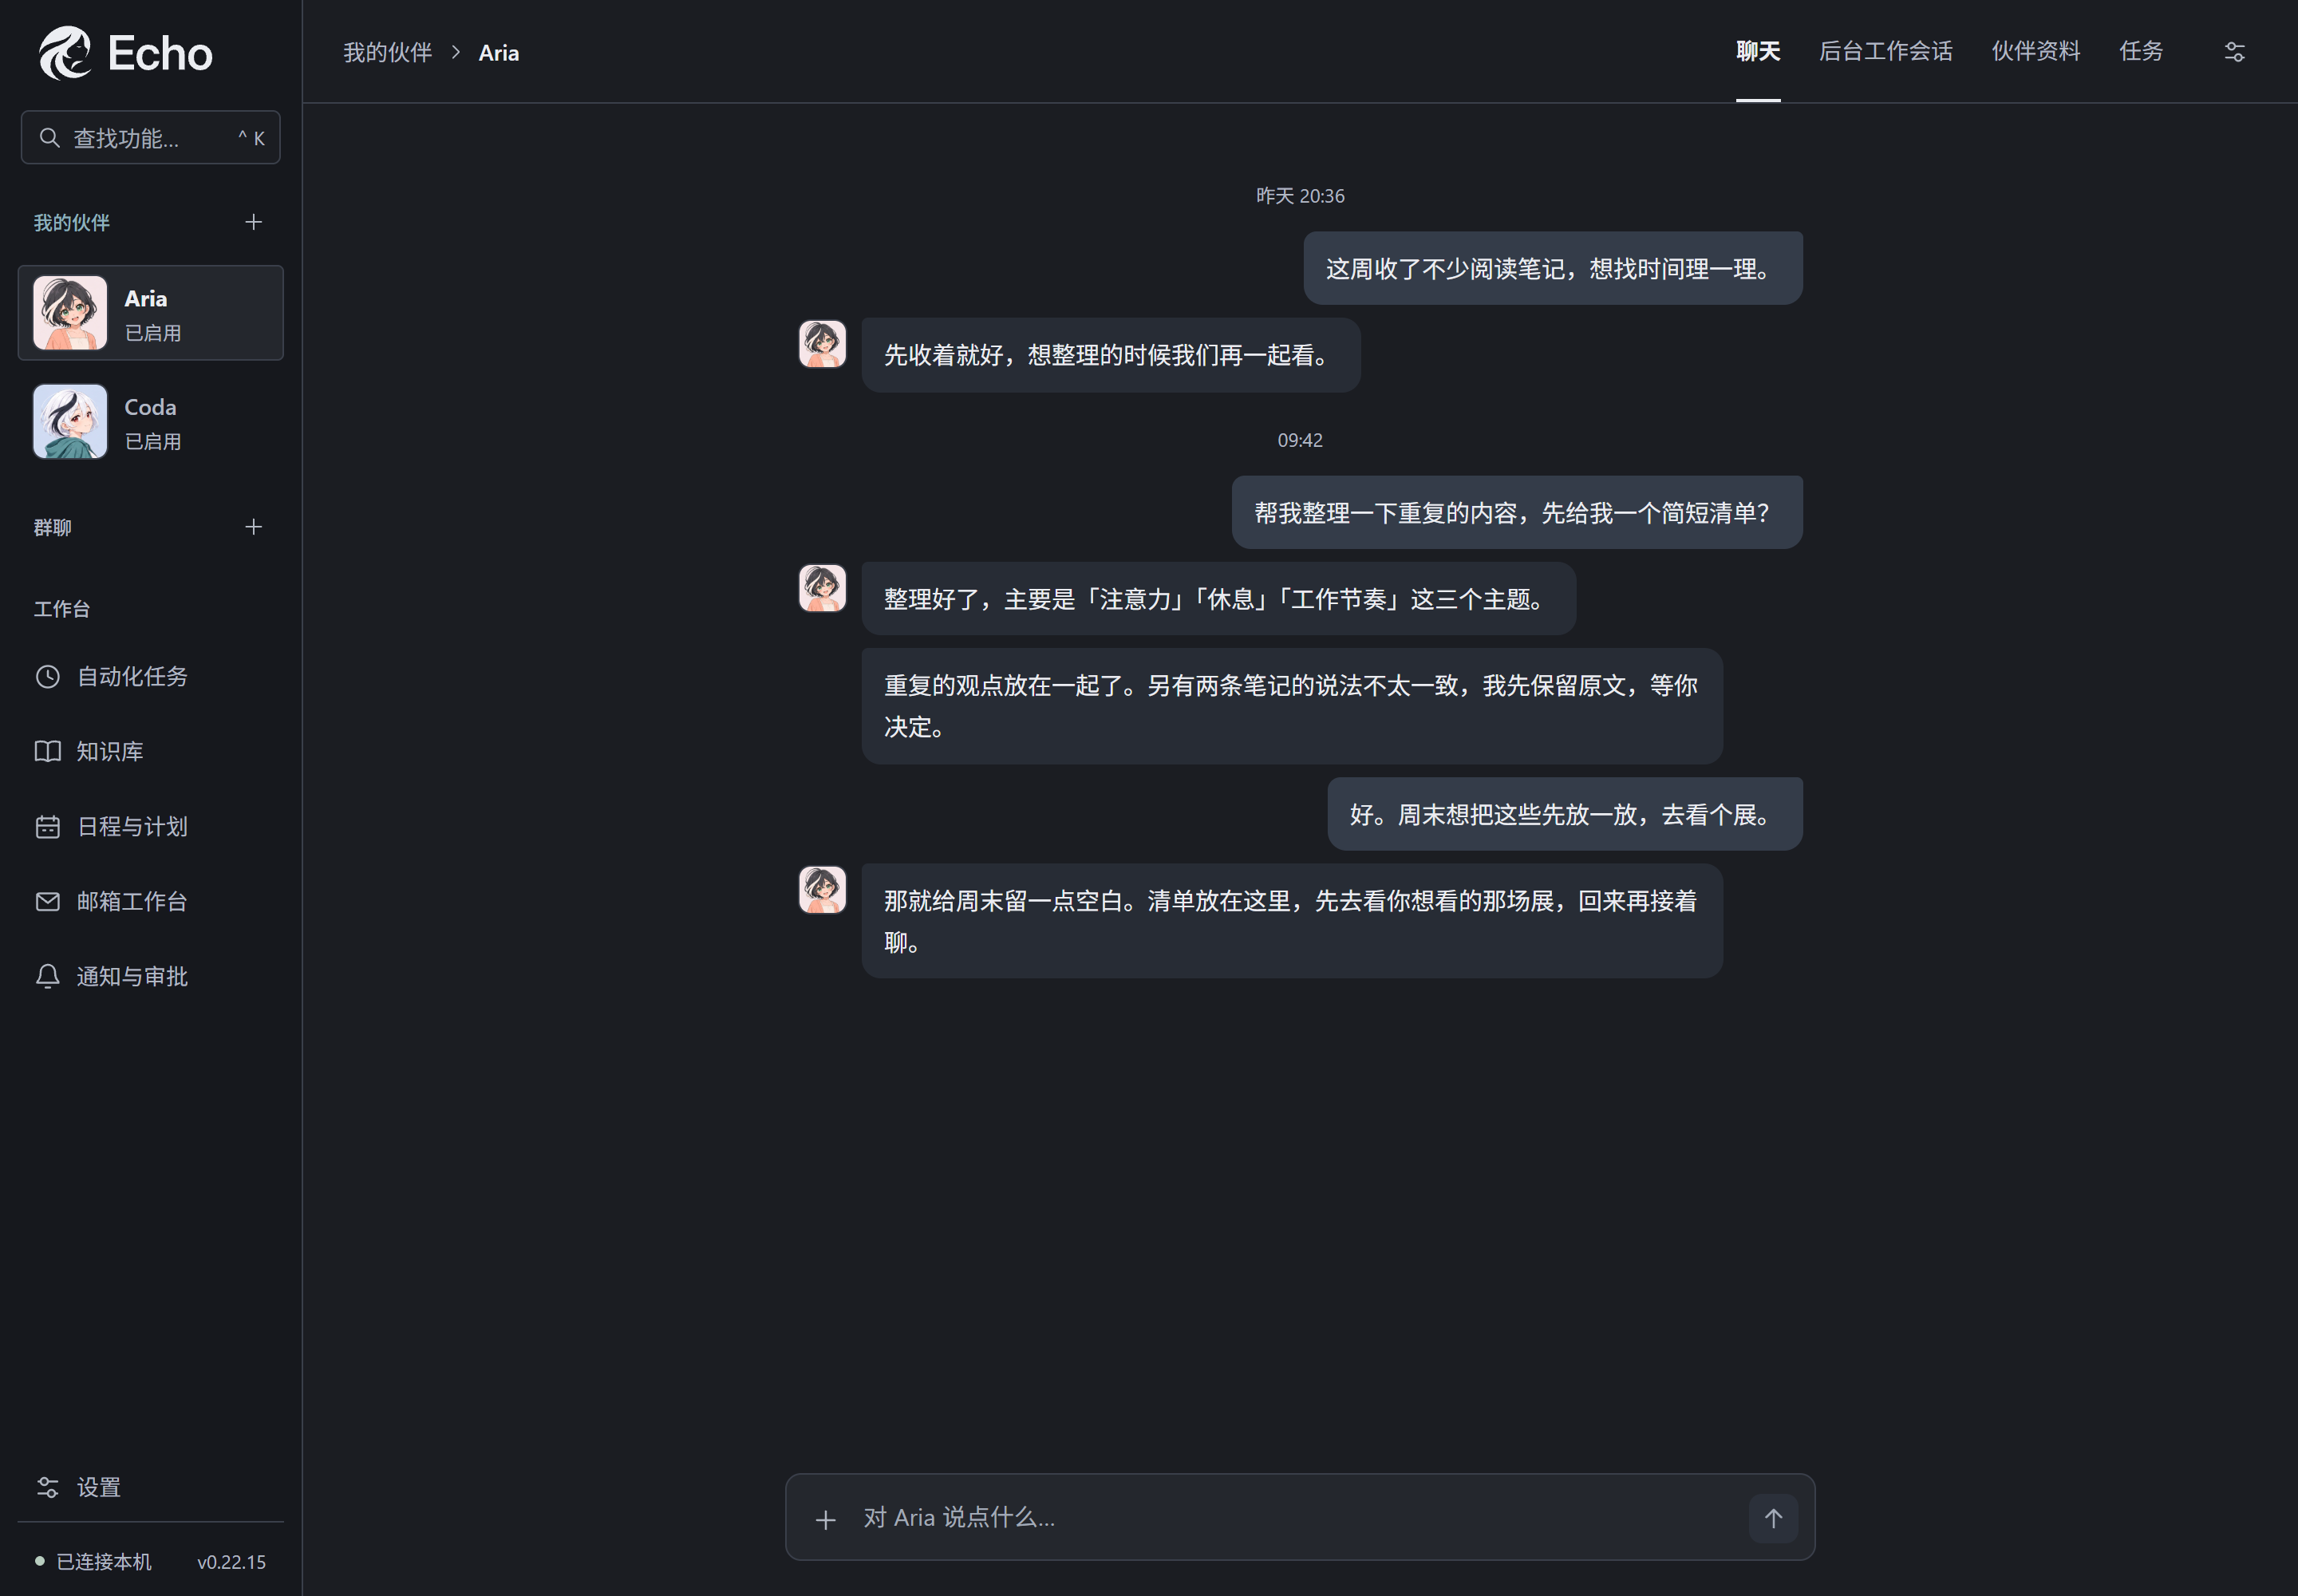 Echo
查找功能... ^ K
我的伙伴
Aria
已启用
Coda
已启用
群聊
工作台
自动化任务
知识库
日程与计划
邮箱工作台
通知与审批
设置
已连接本机 v0.22.15
我的伙伴 > Aria
聊天 后台工作会话 伙伴资料 任务
昨天 20:36
这周收了不少阅读笔记，想找时间理一理。
先收着就好，想整理的时候我们再一起看。
09:42
帮我整理一下重复的内容，先给我一个简短清单？
整理好了，主要是「注意力」「休息」「工作节奏」这三个主题。
重复的观点放在一起了。另有两条笔记的说法不太一致，我先保留原文，等你
决定。
好。周末想把这些先放一放，去看个展。
那就给周末留一点空白。清单放在这里，先去看你想看的那场展，回来再接着
聊。
对 Aria 说点什么...